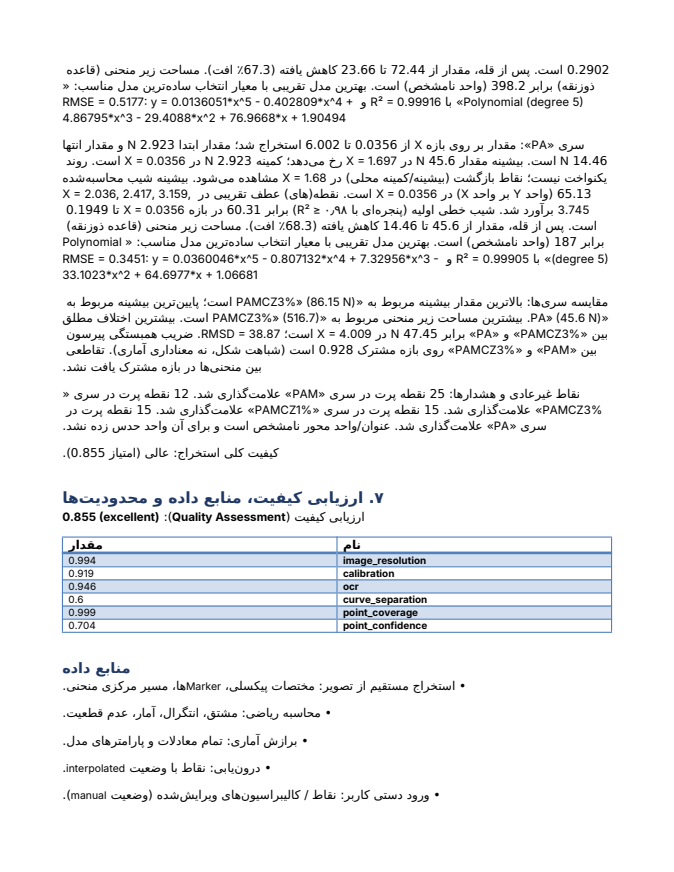 0.2902 است. پس از قله، مقدار از 72.44 تا 23.66 کاهش یافته (67.3٪ افت). مساحت زیر منحنی (قاعده
ذوزنقه) برابر 398.2 (واحد نامشخص) است. بهترین مدل تقریبی با معیار انتخاب ساده‌ترین مدل مناسب: «
Polynomial (degree 5)» با R² = 0.99916 و RMSE = 0.5177: y = 0.0136051*x^5 - 0.402809*x^4 +
4.86795*x^3 - 29.4088*x^2 + 76.9668*x + 1.90494
سری «PA»: مقدار بر روی بازه X از 0.0356 تا 6.002 استخراج شد؛ مقدار ابتدا 2.923 N و مقدار انتها
14.46 N است. بیشینه مقدار 45.6 N در X = 1.697 رخ می‌دهد؛ کمینه 2.923 N در X = 0.0356 است. روند
یکنواخت نیست؛ نقاط بازگشت (بیشینه/کمینه محلی) در X = 1.68 مشاهده می‌شود. بیشینه شیب محاسبه‌شده
65.13 (واحد Y بر واحد X) در X = 0.0356 است. نقطه(های) عطف تقریبی در X = 2.036, 2.417, 3.159,
3.745 برآورد شد. شیب خطی اولیه (پنجره‌ای با R² ≥ ۰٫۹۸) برابر 60.31 در بازه X = 0.0356 تا 0.1949
است. پس از قله، مقدار از 45.6 تا 14.46 کاهش یافته (68.3٪ افت). مساحت زیر منحنی (قاعده ذوزنقه)
برابر 187 (واحد نامشخص) است. بهترین مدل تقریبی با معیار انتخاب ساده‌ترین مدل مناسب: « Polynomial
(degree 5)» با R² = 0.99905 و RMSE = 0.3451: y = 0.0360046*x^5 - 0.807132*x^4 + 7.32956*x^3 -
33.1023*x^2 + 64.6977*x + 1.06681
مقایسه سری‌ها: بالاترین مقدار بیشینه مربوط به «PAMCZ3%» (86.15 N) است؛ پایین‌ترین بیشینه مربوط به
«PA» (45.6 N). بیشترین مساحت زیر منحنی مربوط به «PAMCZ3%» (516.7) است. بیشترین اختلاف مطلق
بین «PAMCZ3%» و «PA» برابر 47.45 N در X = 4.009 است؛ RMSD = 38.87. ضریب همبستگی پیرسون
بین «PAM» و «PAMCZ3%» روی بازه مشترک 0.928 است (شباهت شکل، نه معناداری آماری). تقاطعی
بین منحنی‌ها در بازه مشترک یافت نشد.
نقاط غیرعادی و هشدارها: 25 نقطه پرت در سری «PAM» علامت‌گذاری شد. 12 نقطه پرت در سری «
PAMCZ3%» علامت‌گذاری شد. 15 نقطه پرت در سری «PAMCZ1%» علامت‌گذاری شد. 15 نقطه پرت در
سری «PA» علامت‌گذاری شد. عنوان/واحد محور نامشخص است و برای آن واحد حدس زده نشد.
کیفیت کلی استخراج: عالی (امتیاز 0.855).
۷. ارزیابی کیفیت، منابع داده و محدودیت‌ها
ارزیابی کیفیت (Quality Assessment): 0.855 (excellent)
نام مقدار
image_resolution 0.994
calibration 0.919
ocr 0.946
curve_separation 0.6
point_coverage 0.999
point_confidence 0.704
منابع داده
• استخراج مستقیم از تصویر: مختصات پیکسلی، Markerها، مسیر مرکزی منحنی.
• محاسبه ریاضی: مشتق، انتگرال، آمار، عدم قطعیت.
• برازش آماری: تمام معادلات و پارامترهای مدل.
• درون‌یابی: نقاط با وضعیت interpolated.
• ورود دستی کاربر: نقاط / کالیبراسیون‌های ویرایش‌شده (وضعیت manual).